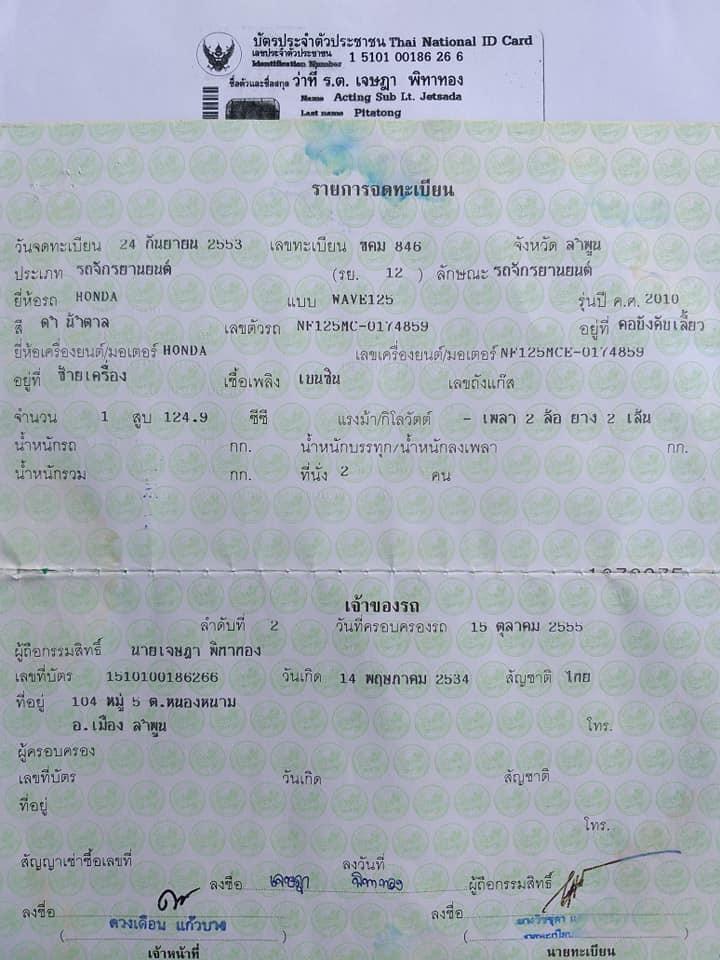 บัตรประจำตัวประชาชน Thai National ID Card
เลขประจำตัวประชาชน
Identification Number 1 5101 00186 26 6
ชื่อตัวและชื่อสกุล ว่าที่ ร.ต. เจษฎา พิทาทอง
Name Acting Sub Lt. Jetsada
Last name Pitatong
รายการจดทะเบียน
วันจดทะเบียน 24 กันยายน 2553 เลขทะเบียน ขคม 846 จังหวัด ลำพูน
ประเภท รถจักรยานยนต์ (รย. 12 ) ลักษณะ รถจักรยานยนต์
ยี่ห้อรถ HONDA แบบ WAVE125 รุ่นปี ค.ศ. 2010
สี ดำ น้ำตาล เลขตัวรถ NF125MC-0174859 อยู่ที่ คอบังคับเลี้ยว
ยี่ห้อเครื่องยนต์/มอเตอร์ HONDA เลขเครื่องยนต์/มอเตอร์ NF125MCE-0174859
อยู่ที่ ซ้ายเครื่อง เชื้อเพลิง เบนซิน เลขถังแก๊ส
จำนวน 1 สูบ 124.9 ซีซี แรงม้า/กิโลวัตต์ - เพลา 2 ล้อ ยาง 2 เส้น
น้ำหนักรถ กก. น้ำหนักบรรทุก/น้ำหนักลงเพลา กก.
น้ำหนักรวม กก. ที่นั่ง 2 คน
เจ้าของรถ
ลำดับที่ 2 วันที่ครอบครองรถ 15 ตุลาคม 2555
ผู้ถือกรรมสิทธิ์ นายเจษฎา พิทาทอง
เลขที่บัตร 1510100186266 วันเกิด 14 พฤษภาคม 2534 สัญชาติ ไทย
ที่อยู่ 104 หมู่ 5 ต.หนองหนาม
อ.เมือง ลำพูน โทร.
ผู้ครอบครอง
เลขที่บัตร วันเกิด สัญชาติ
ที่อยู่
โทร.
สัญญาเช่าซื้อเลขที่ ลงวันที่
ลงชื่อ เจษฎา พิทาทอง ผู้ถือกรรมสิทธิ์
ลงชื่อ ลงชื่อ
ดวงเดือน แก้วบาง
เจ้าหน้าที่ นายทะเบียน